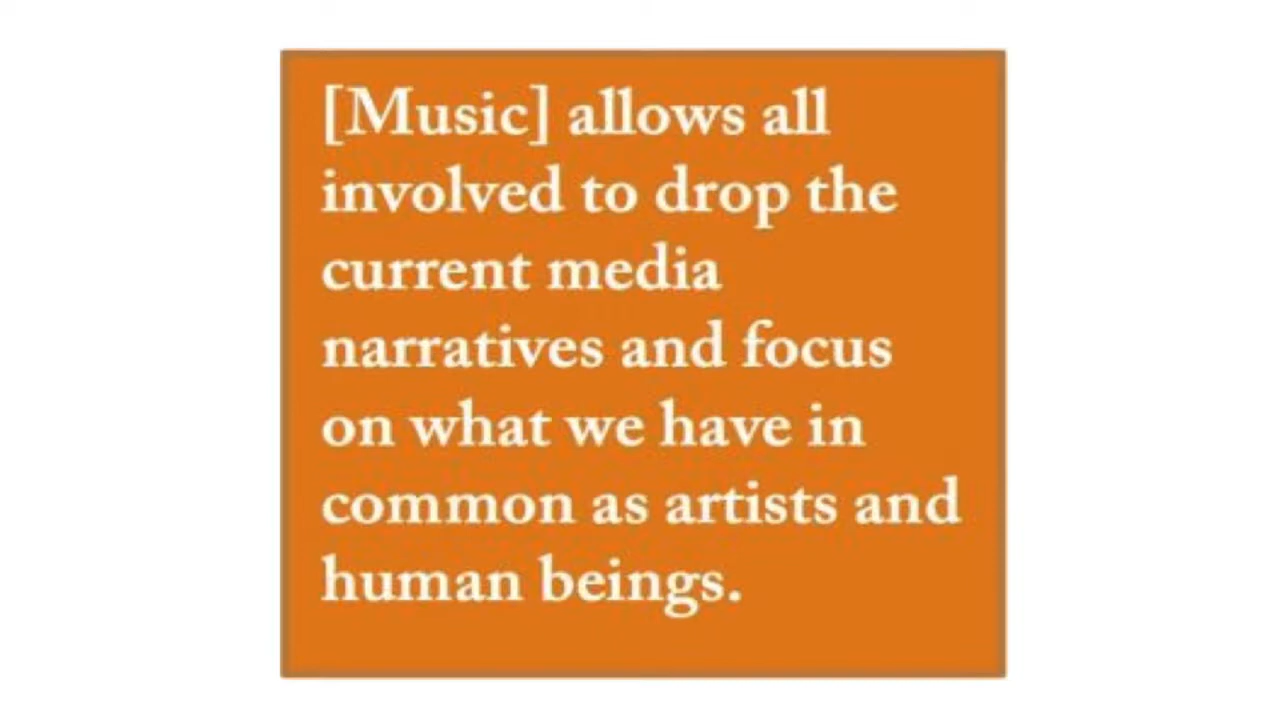 [Music] allows all
involved to drop the
current media
narratives and focus
on what we have in
common as artists and
human beings.